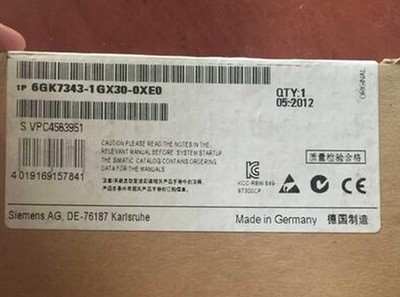 1P 6GK7343-1GX30-0XE0
QTY:1
05.2012
ORIGINAL
S VPC4583951
CAUTION: PLEASE READ THE NOTES IN THE
RELEVANT MANUAL BEFORE SYSTEM STARTUP.
THE SIMATIC CATALOG CONTAINS ORDERING
DATA FOR THE MANUALS
质量检验合格
4 019169 157841
Siemens AG, DE-76187 Karlsruhe
Made in Germany 德国制造